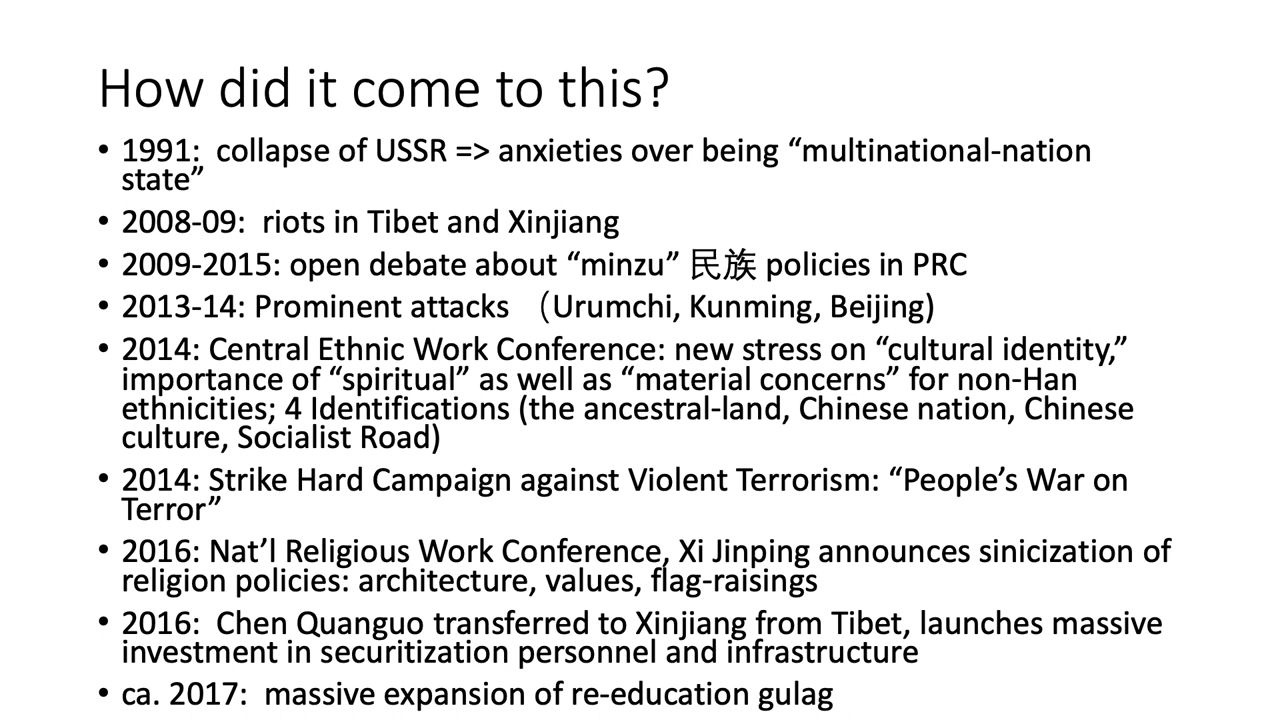 How did it come to this?
• 1991:  collapse of USSR => anxieties over being “multinational-nation
state”
• 2008-09:  riots in Tibet and Xinjiang
• 2009-2015: open debate about “minzu” 民族 policies in PRC
• 2013-14: Prominent attacks （Urumchi, Kunming, Beijing)
• 2014: Central Ethnic Work Conference: new stress on “cultural identity,”
importance of “spiritual” as well as “material concerns” for non-Han
ethnicities; 4 Identifications (the ancestral-land, Chinese nation, Chinese
culture, Socialist Road)
• 2014: Strike Hard Campaign against Violent Terrorism: “People’s War on
Terror”
• 2016: Nat’l Religious Work Conference, Xi Jinping announces sinicization of
religion policies: architecture, values, flag-raisings
• 2016:  Chen Quanguo transferred to Xinjiang from Tibet, launches massive
investment in securitization personnel and infrastructure
• ca. 2017:  massive expansion of re-education gulag